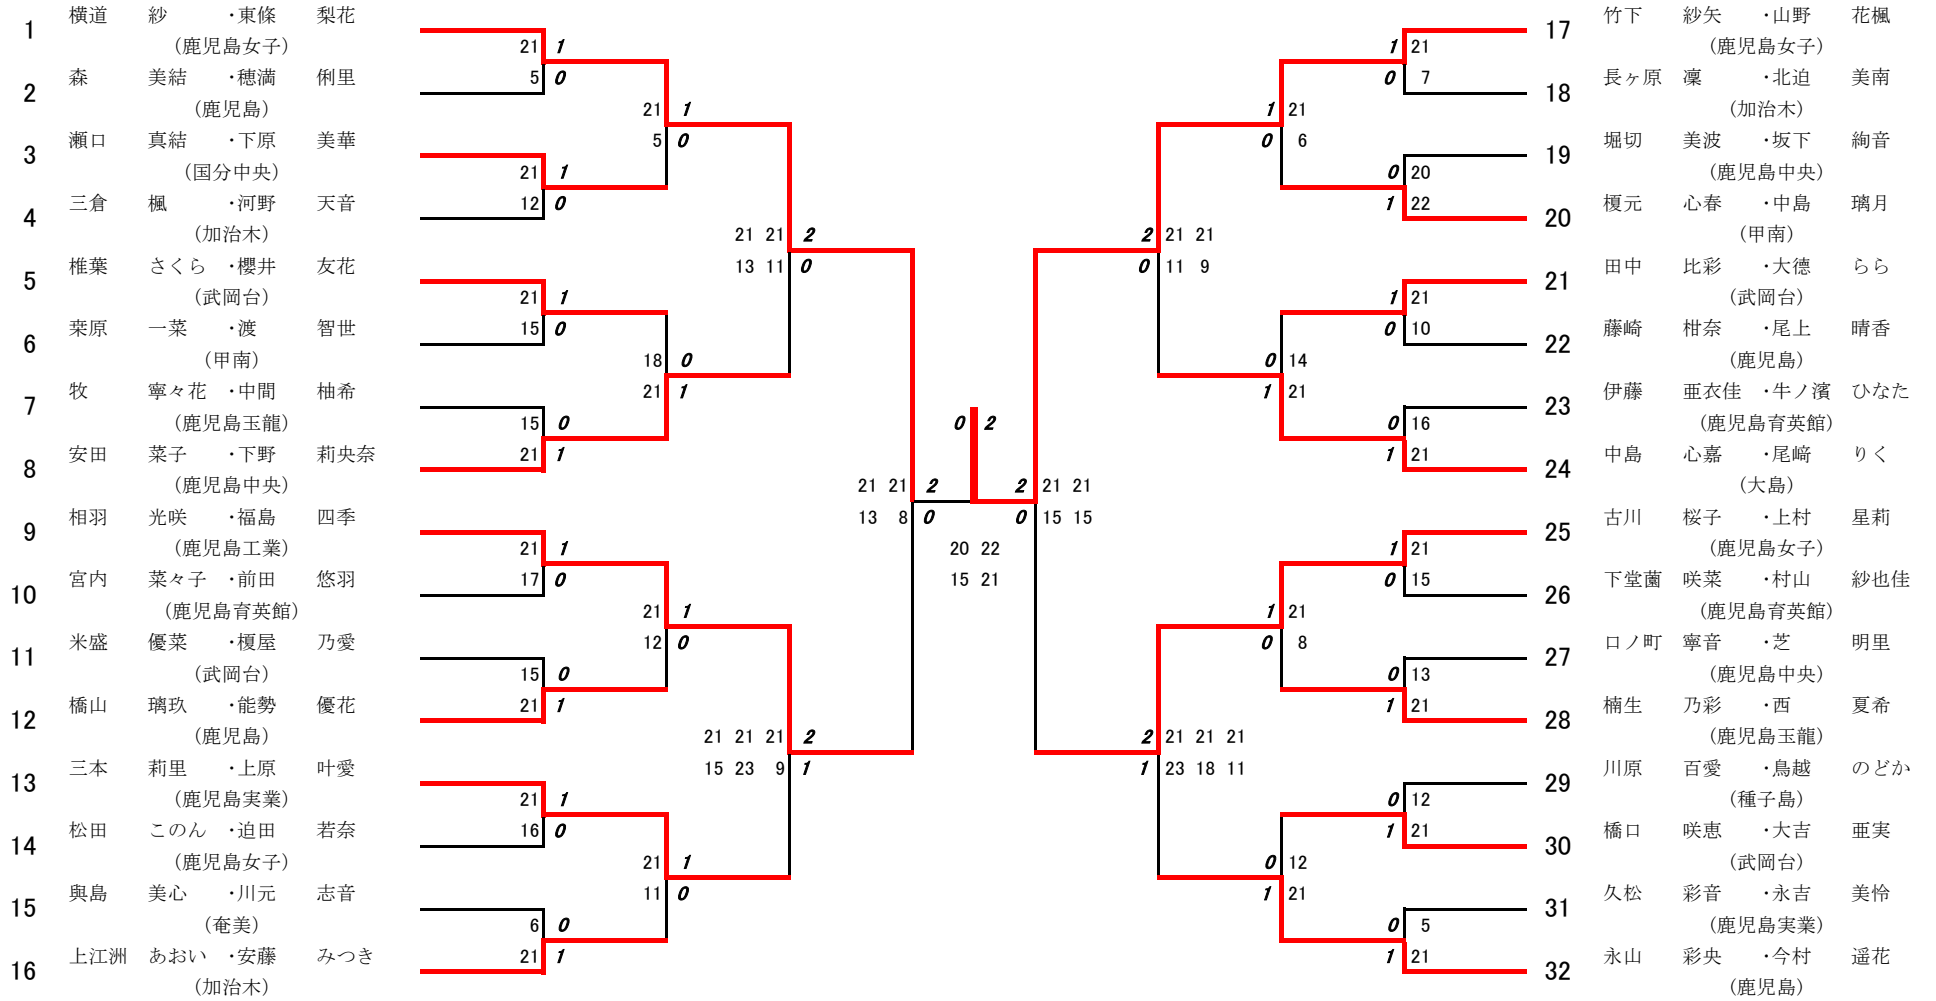 1 横道 紗 ・東條 梨花
(鹿児島女子)
2 森 美結 ・穂満 俐里
(鹿児島)
3 瀬口 真結 ・下原 美華
(国分中央)
4 三倉 楓 ・河野 天音
(加治木)
5 椎葉 さくら ・櫻井 友花
(武岡台)
6 桒原 一菜 ・渡 智世
(甲南)
7 牧 寧々花 ・中間 柚希
(鹿児島玉龍)
8 安田 菜子 ・下野 莉央奈
(鹿児島中央)
9 相羽 光咲 ・福島 四季
(鹿児島工業)
10 宮内 菜々子 ・前田 悠羽
(鹿児島育英館)
11 米盛 優菜 ・榎屋 乃愛
(武岡台)
12 橋山 璃玖 ・能勢 優花
(鹿児島)
13 三本 莉里 ・上原 叶愛
(鹿児島実業)
14 松田 このん ・迫田 若奈
(鹿児島女子)
15 與島 美心 ・川元 志音
(奄美)
16 上江洲 あおい ・安藤 みつき
(加治木)
21 1
5 0
21 1
12 0
21 1
15 0
15 0
21 1
21 1
17 0
15 0
21 1
21 1
16 0
6 0
21 1
21 1
5 0
18 0
21 1
21 1
12 0
21 1
11 0
21 21 2
13 11 0
21 21 21 2
15 23 9 1
21 21 2
13 8 0
0 2
20 22
15 21
2 21 21
0 15 15
2 21 21
0 11 9
2 21 21 21
1 23 18 11
1 21
0 6
0 14
1 21
1 21
0 8
0 12
1 21
1 21
0 7
0 20
1 22
1 21
0 10
0 16
1 21
1 21
0 15
0 13
1 21
0 12
1 21
0 5
1 21
17 竹下 紗矢 ・山野 花楓
(鹿児島女子)
18 長ヶ原 凜 ・北迫 美南
(加治木)
19 堀切 美波 ・坂下 絢音
(鹿児島中央)
20 榎元 心春 ・中島 璃月
(甲南)
21 田中 比彩 ・大德 らら
(武岡台)
22 藤崎 柑奈 ・尾上 晴香
(鹿児島)
23 伊藤 亜衣佳 ・牛ノ濱 ひなた
(鹿児島育英館)
24 中島 心嘉 ・尾﨑 りく
(大島)
25 古川 桜子 ・上村 星莉
(鹿児島女子)
26 下堂薗 咲菜 ・村山 紗也佳
(鹿児島育英館)
27 口ノ町 寧音 ・芝 明里
(鹿児島中央)
28 楠生 乃彩 ・西 夏希
(鹿児島玉龍)
29 川原 百愛 ・鳥越 のどか
(種子島)
30 橋口 咲恵 ・大吉 亜実
(武岡台)
31 久松 彩音 ・永吉 美怜
(鹿児島実業)
32 永山 彩央 ・今村 遥花
(鹿児島)